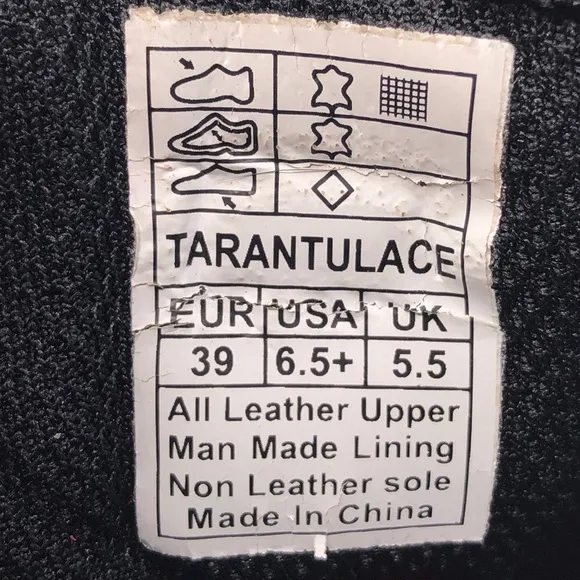 TARANTULACE
EUR USA UK
39 6.5+ 5.5
All Leather Upper
Man Made Lining
Non Leather sole
Made In China